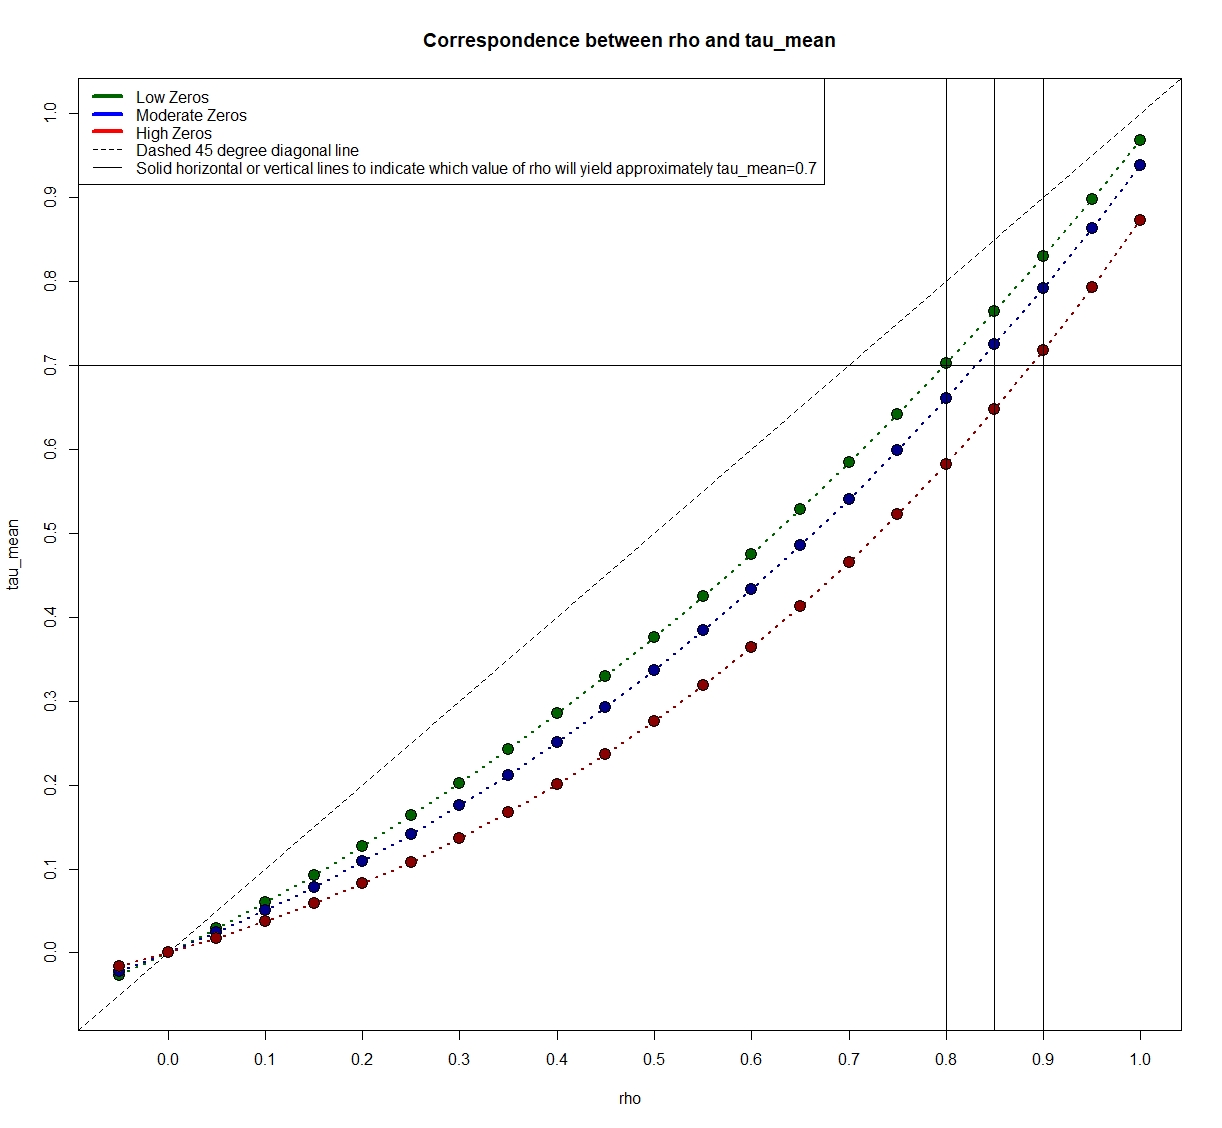 Correspondence between rho and tau_mean
Low Zeros
Moderate Zeros
High Zeros
Dashed 45 degree diagonal line
Solid horizontal or vertical lines to indicate which value of rho will yield approximately tau_mean=0.7
1.0
0.9
0.8
0.7
0.6
0.5
0.4
0.3
0.2
0.1
0.0
tau_mean
0.0 0.1 0.2 0.3 0.4 0.5 0.6 0.7 0.8 0.9 1.0
rho